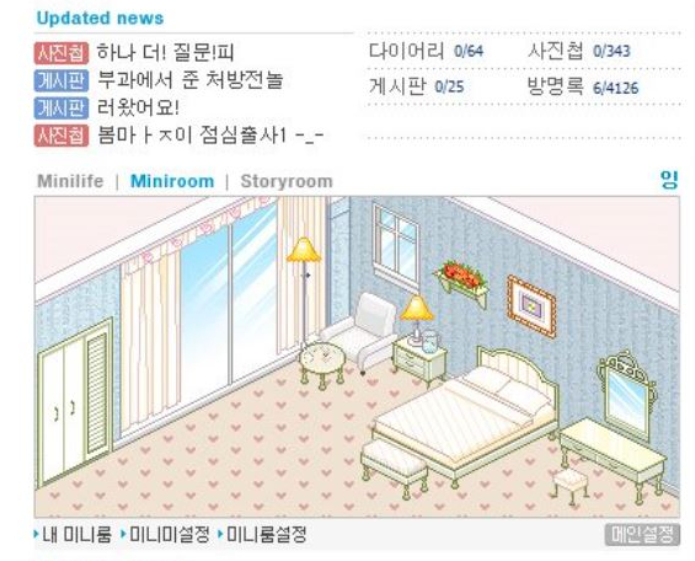 Updated news
사진첩 하나 더! 질문!피
게시판 부과에서 준 처방전놀
게시판 러왔어요!
사진첩 봄마ㅏㅈ이 점심출사1 -_-
다이어리 0/64 사진첩 0/343
게시판 0/25 방명록 6/4126
Minilife | Miniroom | Storyroom
잉
내 미니룸 미니미설정 미니룸설정
메인설정